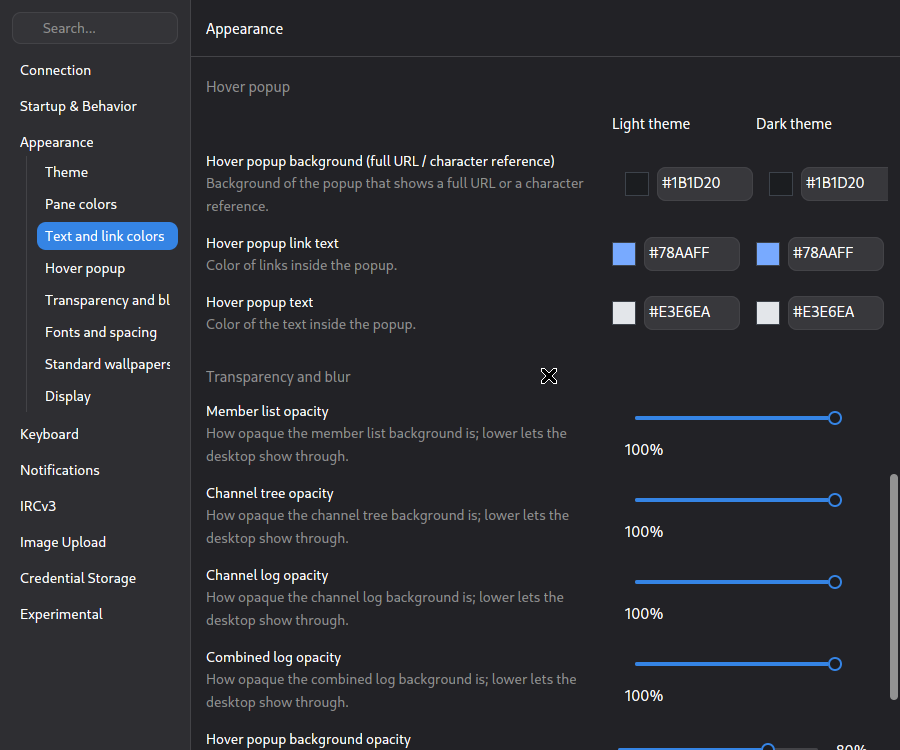 Search...
Connection
Startup & Behavior
Appearance
Theme
Pane colors
Text and link colors
Hover popup
Transparency and bl
Fonts and spacing
Standard wallpapers
Display
Keyboard
Notifications
IRCv3
Image Upload
Credential Storage
Experimental
Appearance
Hover popup
Light theme
Dark theme
Hover popup background (full URL / character reference)
Background of the popup that shows a full URL or a character
reference.
#1B1D20
#1B1D20
Hover popup link text
Color of links inside the popup.
#78AAFF
#78AAFF
Hover popup text
Color of the text inside the popup.
#E3E6EA
#E3E6EA
Transparency and blur
Member list opacity
How opaque the member list background is; lower lets the
desktop show through.
100%
Channel tree opacity
How opaque the channel tree background is; lower lets the
desktop show through.
100%
Channel log opacity
How opaque the channel log background is; lower lets the
desktop show through.
100%
Combined log opacity
How opaque the combined log background is; lower lets the
desktop show through.
100%
Hover popup background opacity
80%